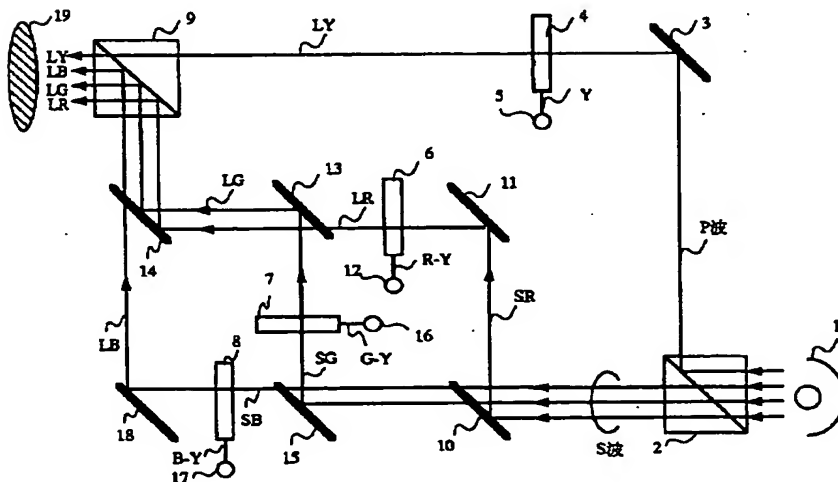 19
9
LY
4
3
LY
LB
LG
LR
5
Y
6
11
13
LG
LR
14
12
R-Y
P波
7
16
G-Y
SR
LB
8
SG
1
SB
18
15
10
S波
2
B-Y
17